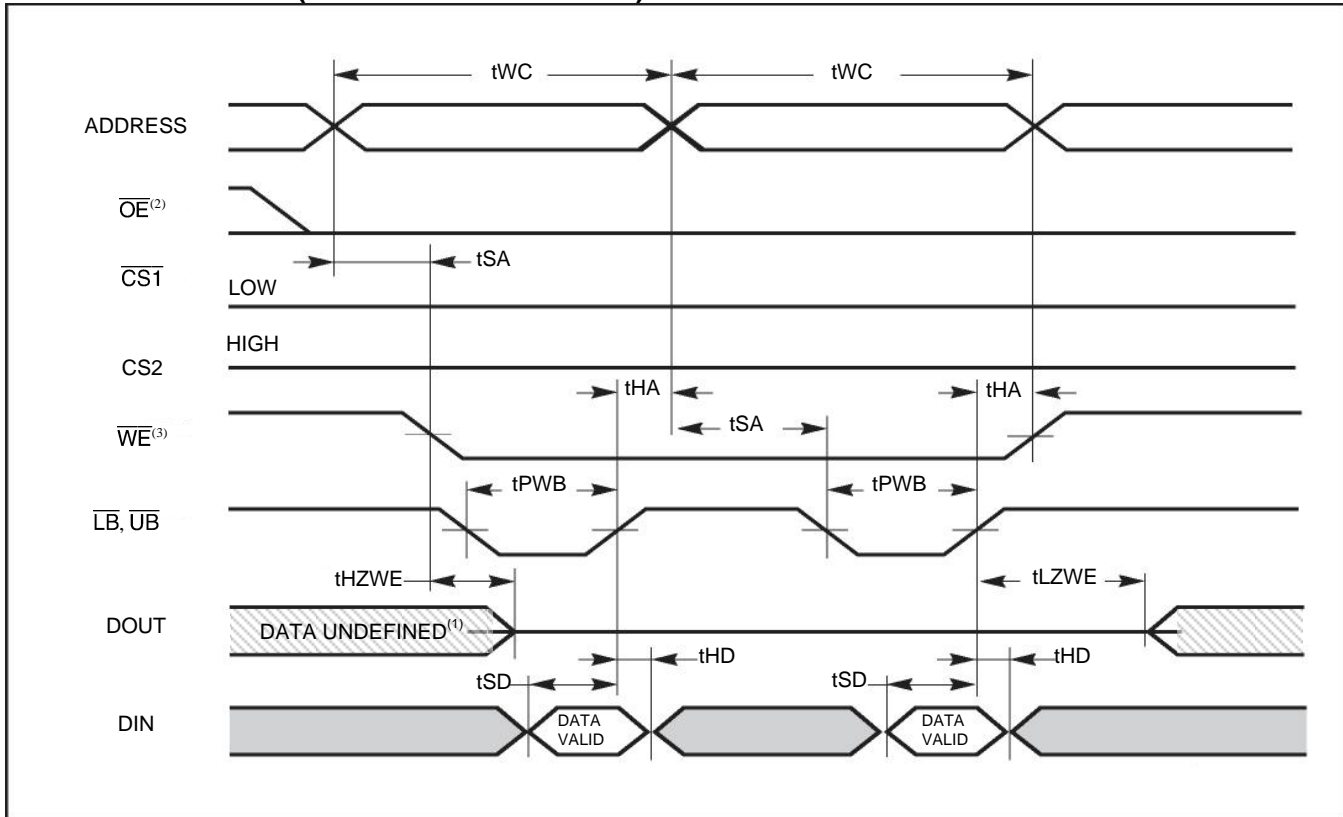 tWC tWC
ADDRESS
OE(2)
tSA
CS1
LOW
HIGH
CS2
tHA tHA
WE(3)
tSA
tPWB tPWB
LB, UB
tHZWE tLZWE
DOUT DATA UNDEFINED(1)
tHD tHD
tSD tSD
DIN
DATA VALID DATA VALID